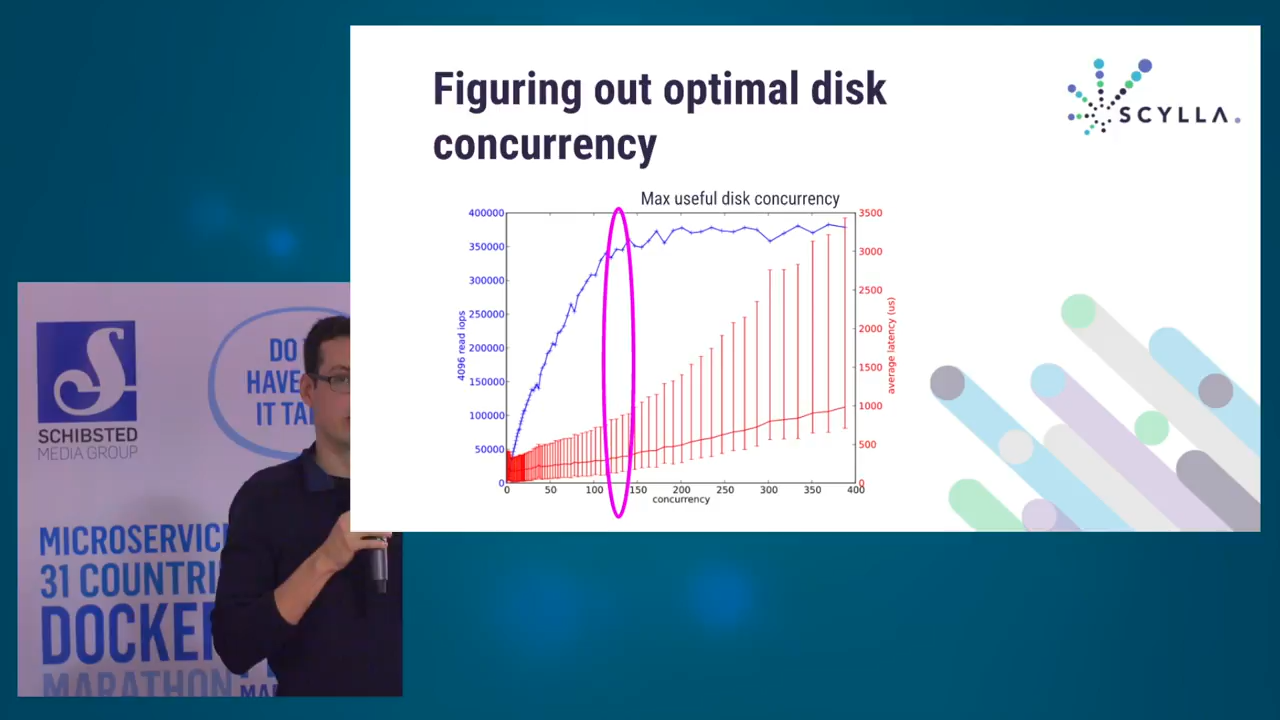 Figuring out optimal disk
concurrency
SCYLLA.
Max useful disk concurrency
400000
350000
300000
250000
200000
150000
100000
50000
0
4096 read iops
3500
3000
2500
2000
1500
1000
500
0
average latency (us)
0 50 100 150 200 250 300 350 400
concurrency
S
SCHIBSTED
MEDIA GROUP
DO
HAVE
IT TA
MICROSERVIC
31 COUNTRI
DOCKER
MARATHON
MA